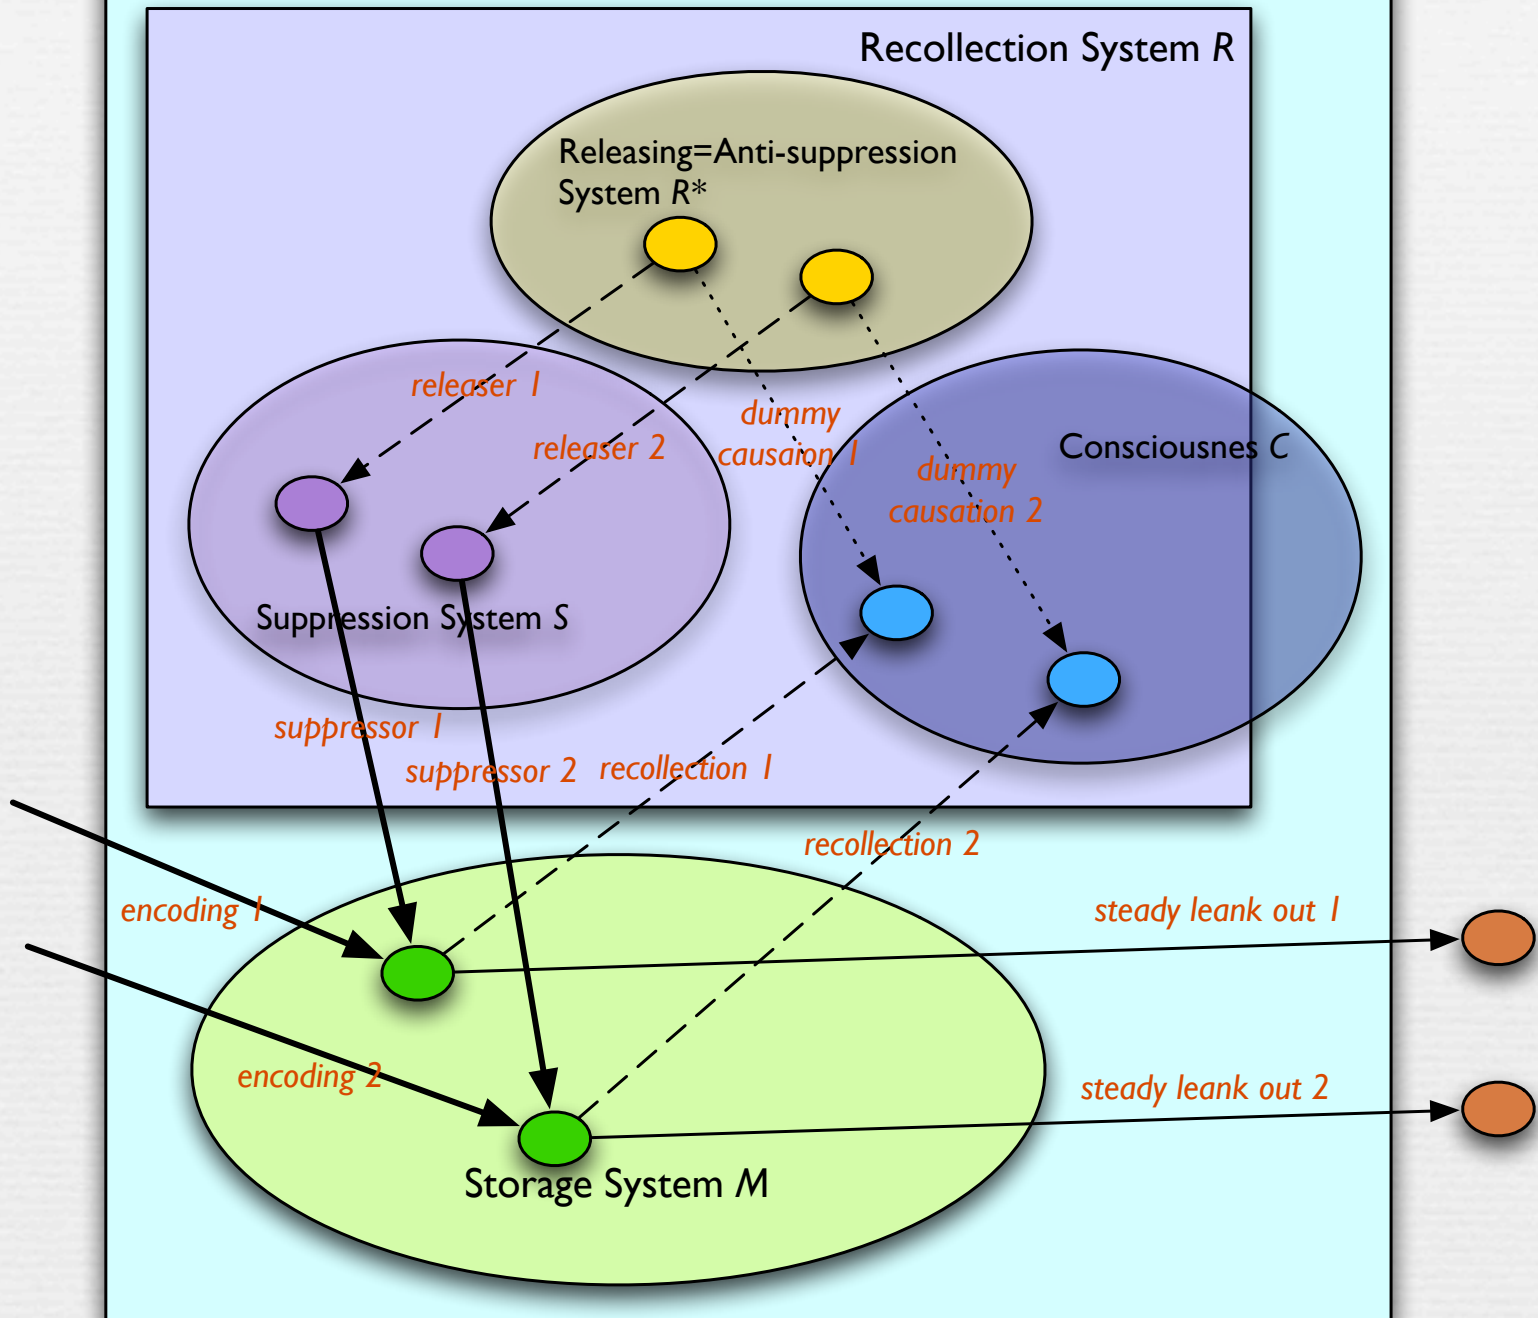 Recollection System R
Releasing=Anti-suppression
System R*
releaser 1
dummy
causaion 1
releaser 2
Consciousnes C
dummy
causation 2
Suppression System S
suppressor 1
suppressor 2
recollection 1
recollection 2
encoding 1
steady leank out 1
encoding 2
steady leank out 2
Storage System M